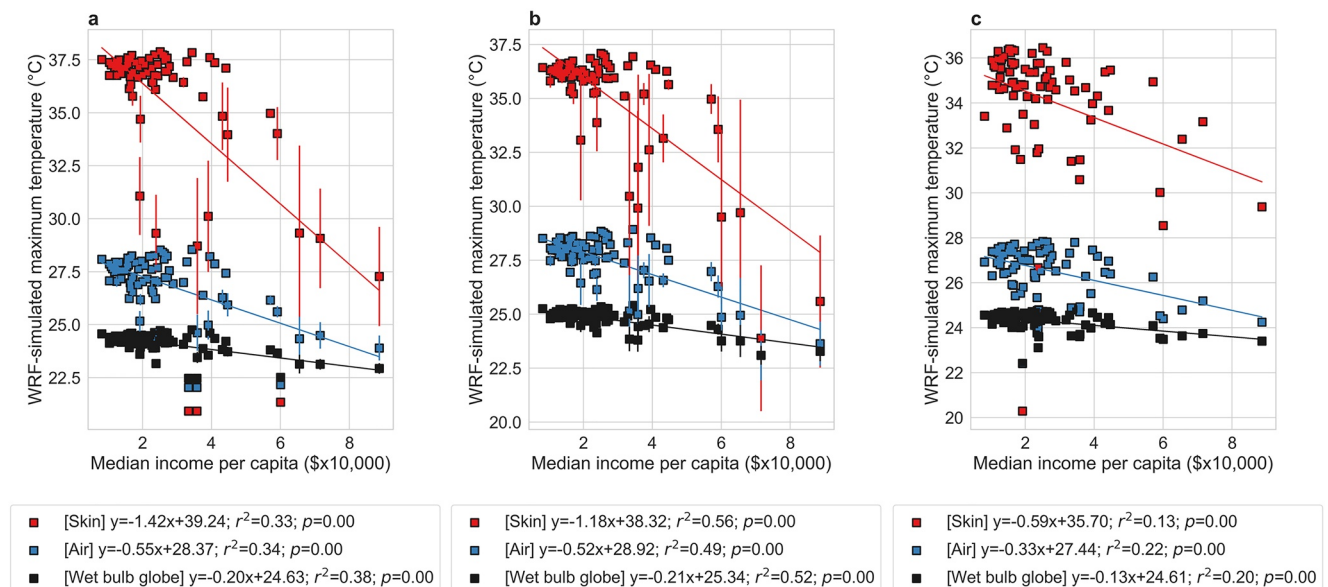 a
WRF-simulated maximum temperature (°C)
37.5
35.0
32.5
30.0
27.5
25.0
22.5
2 4 6 8
Median income per capita ($x10,000)
[Skin] y=-1.42x+39.24; r²=0.33; p=0.00
[Air] y=-0.55x+28.37; r²=0.34; p=0.00
[Wet bulb globe] y=-0.20x+24.63; r²=0.38; p=0.00
b
WRF-simulated maximum temperature (°C)
37.5
35.0
32.5
30.0
27.5
25.0
22.5
20.0
2 4 6 8
Median income per capita ($x10,000)
[Skin] y=-1.18x+38.32; r²=0.56; p=0.00
[Air] y=-0.52x+28.92; r²=0.49; p=0.00
[Wet bulb globe] y=-0.21x+25.34; r²=0.52; p=0.00
c
WRF-simulated maximum temperature (°C)
36
34
32
30
28
26
24
22
20
2 4 6 8
Median income per capita ($x10,000)
[Skin] y=-0.59x+35.70; r²=0.13; p=0.00
[Air] y=-0.33x+27.44; r²=0.22; p=0.00
[Wet bulb globe] y=-0.13x+24.61; r²=0.20; p=0.00